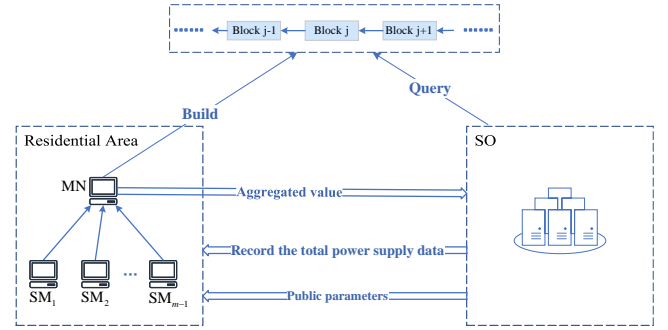 ...... Block j-1 Block j Block j+1 ......
Build
Query
Residential Area
SO
MN
Aggregated value
Record the total power supply data
SM₁ SM₂ ... SMₘ₋₁
Public parameters